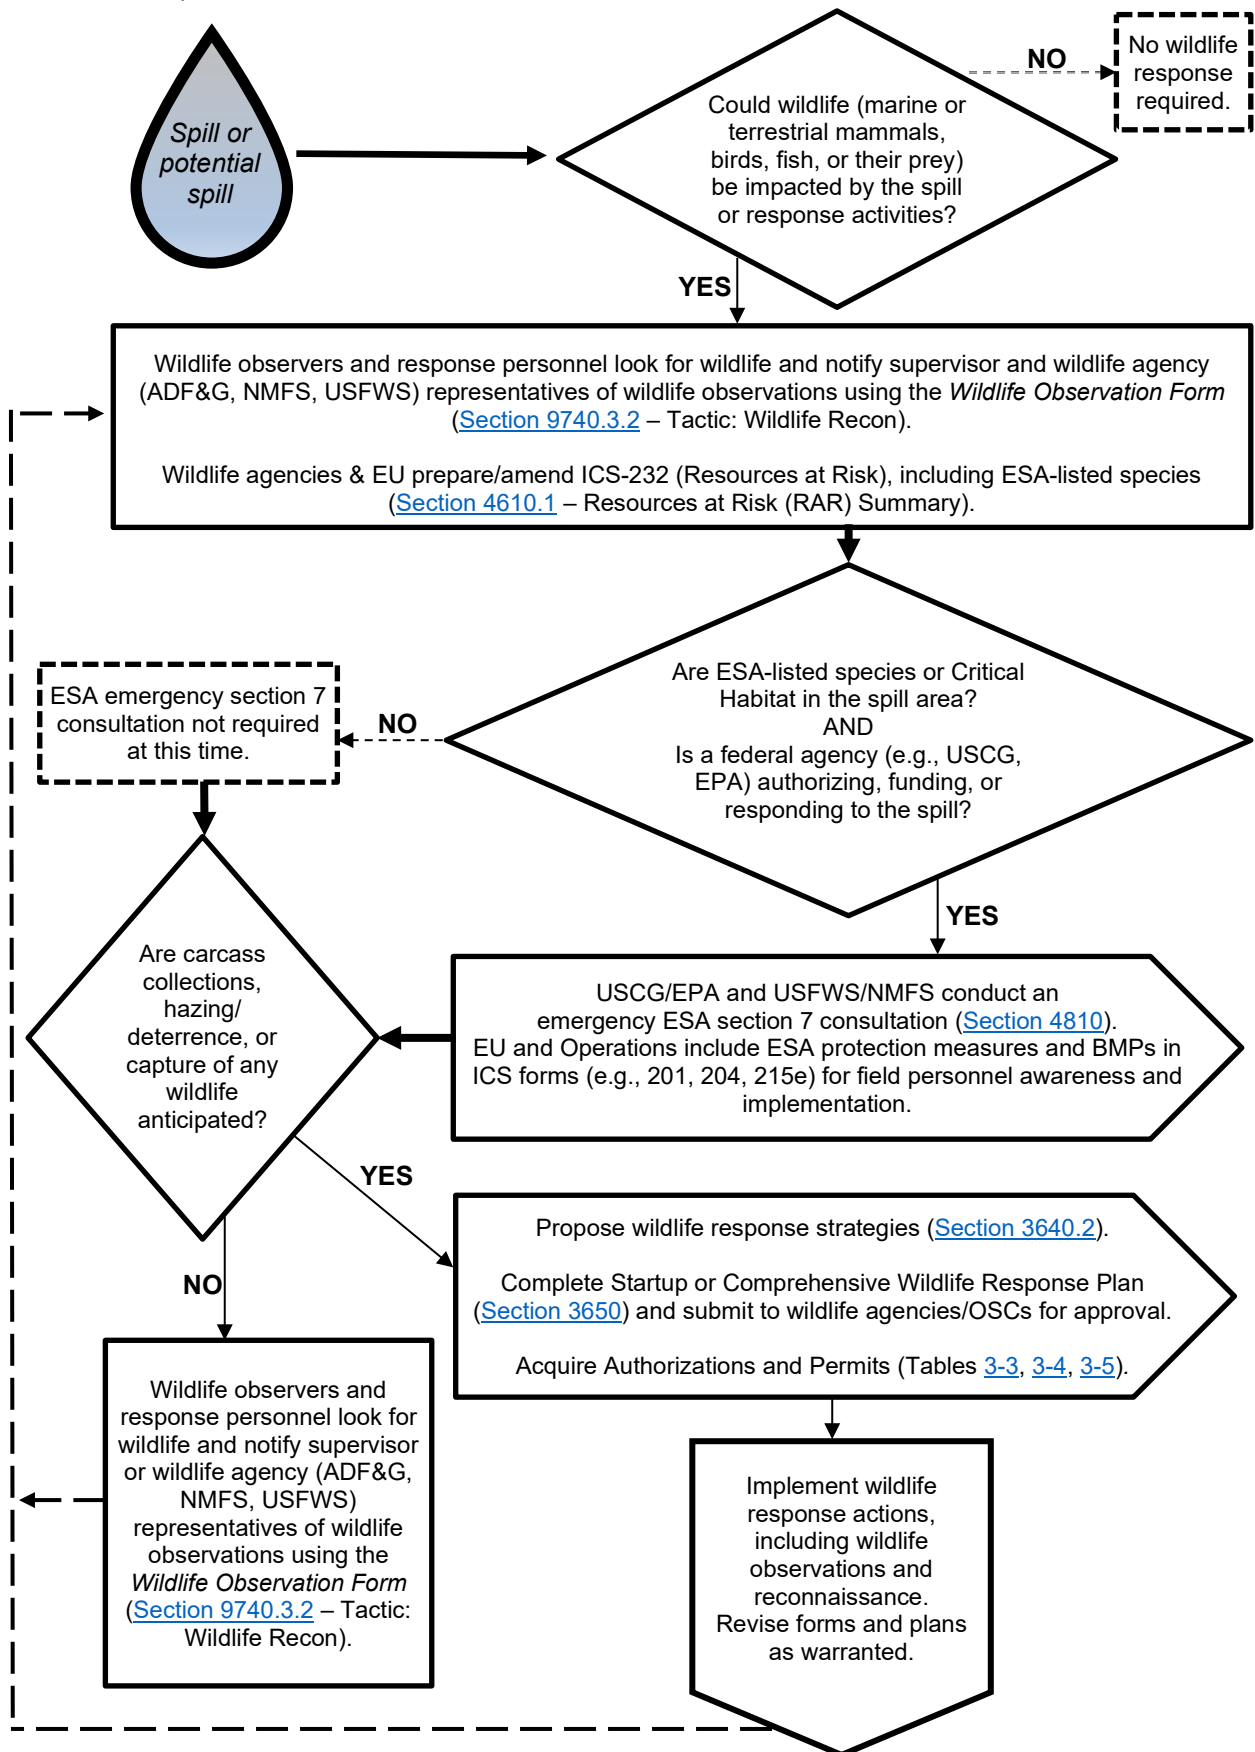 Spill or
potential
spill
Could wildlife (marine or
terrestrial mammals,
birds, fish, or their prey)
be impacted by the spill
or response activities?
NO
No wildlife
response
required.
YES
Wildlife observers and response personnel look for wildlife and notify supervisor and wildlife agency
(ADF&G, NMFS, USFWS) representatives of wildlife observations using the Wildlife Observation Form
(Section 9740.3.2 – Tactic: Wildlife Recon).
Wildlife agencies & EU prepare/amend ICS-232 (Resources at Risk), including ESA-listed species
(Section 4610.1 – Resources at Risk (RAR) Summary).
Are ESA-listed species or Critical
Habitat in the spill area?
AND
Is a federal agency (e.g., USCG,
EPA) authorizing, funding, or
responding to the spill?
NO
ESA emergency section 7
consultation not required
at this time.
YES
USCG/EPA and USFWS/NMFS conduct an
emergency ESA section 7 consultation (Section 4810).
EU and Operations include ESA protection measures and BMPs in
ICS forms (e.g., 201, 204, 215e) for field personnel awareness and
implementation.
Are carcass
collections,
hazing/
deterrence, or
capture of any
wildlife
anticipated?
YES
Propose wildlife response strategies (Section 3640.2).
Complete Startup or Comprehensive Wildlife Response Plan
(Section 3650) and submit to wildlife agencies/OSCs for approval.
Acquire Authorizations and Permits (Tables 3-3, 3-4, 3-5).
NO
Wildlife observers and
response personnel look for
wildlife and notify supervisor
or wildlife agency (ADF&G,
NMFS, USFWS)
representatives of wildlife
observations using the
Wildlife Observation Form
(Section 9740.3.2 – Tactic:
Wildlife Recon).
Implement wildlife
response actions,
including wildlife
observations and
reconnaissance.
Revise forms and plans
as warranted.